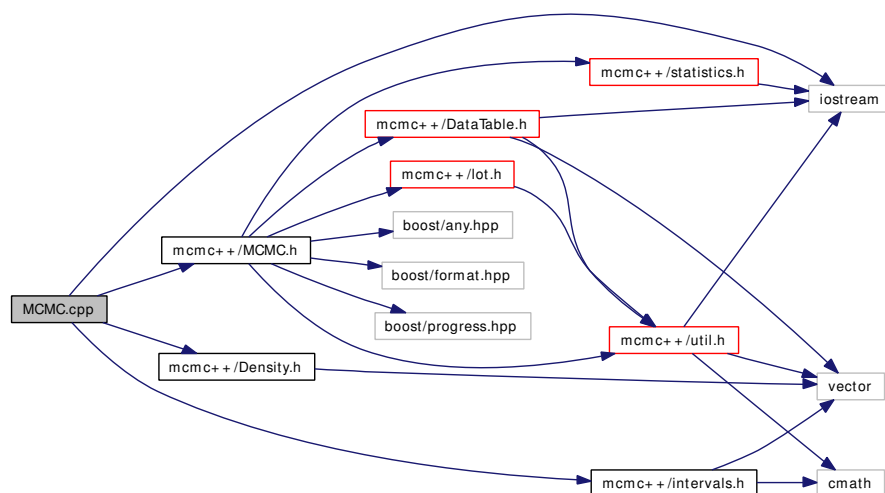 mcmc++/statistics.h
iostream
mcmc++/DataTable.h
mcmc++/lot.h
boost/any.hpp
mcmc++/MCMC.h
boost/format.hpp
MCMC.cpp
boost/progress.hpp
mcmc++/util.h
mcmc++/Density.h
vector
mcmc++/intervals.h
cmath